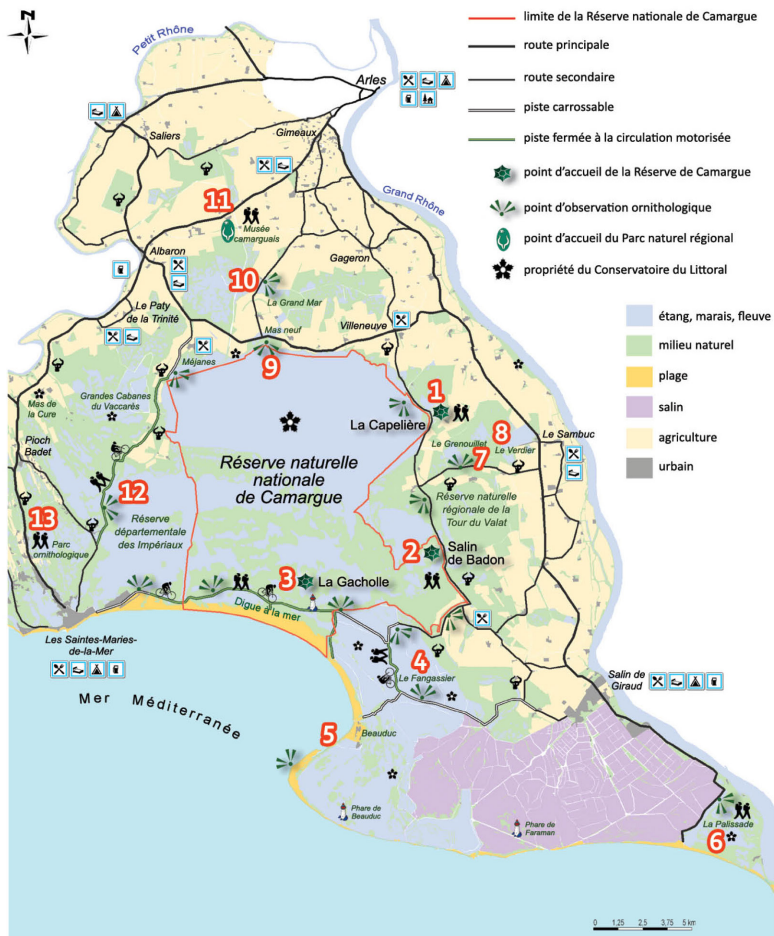 N
Petit Rhône
Arles
Saliers
Gimeaux
11
Musée
camarguais
Grand Rhône
Albaron
Gageron
10
La Grand Mar
Le Paty
de la Trinité
Mas neuf
Villeneuve
9
Méjanes
Mas de
la Cure
Grandes Cabanes
du Vaccarès
1
La Capelière
8
Le Grenouillet
Le Verdier
7
Le Sambuc
Pioch
Badet
Réserve naturelle
nationale
de Camargue
12
Réserve naturelle
régionale de la
Tour du Valat
13
Parc
ornithologique
Réserve
départementale
des Impériaux
2
Salin
de Badon
3
La Gacholle
Digue à la mer
Les Saintes-Maries-
de-la-Mer
4
Le Fangassier
Salin de
Giraud
Mer Méditerranée
5
Beauduc
Phare de
Beauduc
Phare de
Faraman
La Palissade
6
0 1,25 2,5 3,75 5 km
limite de la Réserve nationale de Camargue
route principale
route secondaire
piste carrossable
piste fermée à la circulation motorisée
point d'accueil de la Réserve de Camargue
point d'observation ornithologique
point d'accueil du Parc naturel régional
propriété du Conservatoire du Littoral
étang, marais, fleuve
milieu naturel
plage
salin
agriculture
urbain